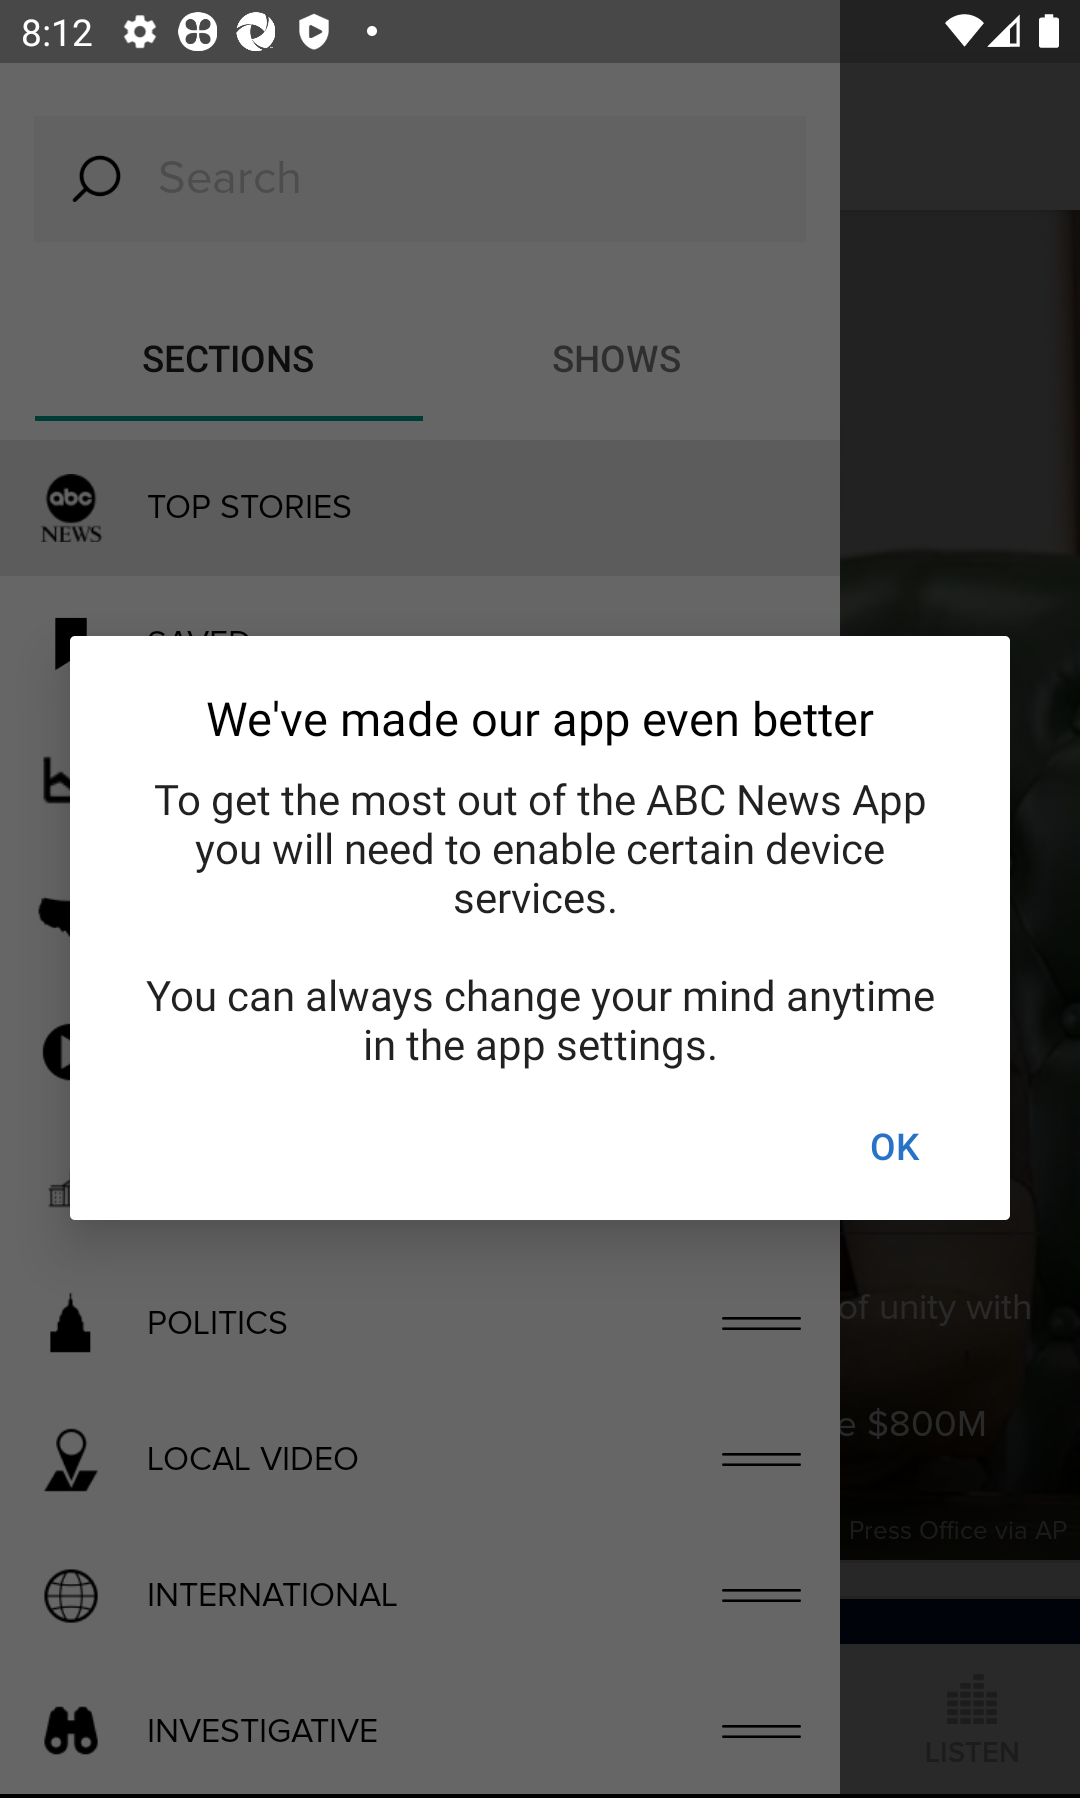 8:12
Search
SECTIONS
SHOWS
abc
NEWS
TOP STORIES
SAVED
We've made our app even better
To get the most out of the ABC News App
you will need to enable certain device
services.
You can always change your mind anytime
in the app settings.
OK
POLITICS
of unity with
e $800M
LOCAL VIDEO
Press Office via AP
INTERNATIONAL
INVESTIGATIVE
LISTEN